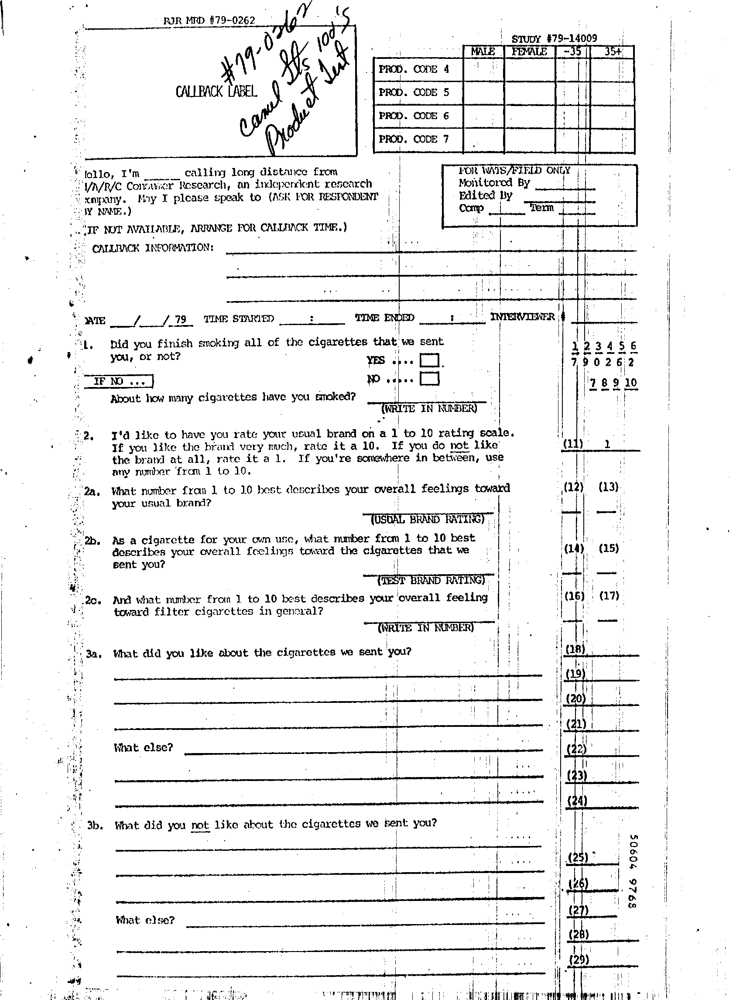 RJR MRD #79-0262
#79-0262
Camel Lts 100's
Product Test
CALLBACK LABEL
STUDY #79-14009
MALE FEMALE -35 35+
PROD. CODE 4
PROD. CODE 5
PROD. CODE 6
PROD. CODE 7
Hello, I'm ______ calling long distance from
W/A/R/C Consumer Research, an independent research
company. May I please speak to (ASK FOR RESPONDENT
BY NAME.)
(IF NOT AVAILABLE, ARRANGE FOR CALLBACK TIME.)
FOR WATS/FIELD ONLY
Monitored By
Edited By
Comp ______ Term ______
CALLBACK INFORMATION:
DATE ___/___/ 79 TIME STARTED ______:______ TIME ENDED ______:______ INTERVIEWER #
1. Did you finish smoking all of the cigarettes that we sent
you, or not?
YES ....
IF NO ...
NO .....
About how many cigarettes have you smoked?
(WRITE IN NUMBER)
1 2 3 4 5 6
7 9 0 2 6 2
7 8 9 10
2. I'd like to have you rate your usual brand on a 1 to 10 rating scale.
If you like the brand very much, rate it a 10. If you do not like
the brand at all, rate it a 1. If you're somewhere in between, use
any number from 1 to 10.
(11) 1
2a. What number from 1 to 10 best describes your overall feelings toward
your usual brand?
(12) (13)
(USUAL BRAND RATING)
2b. As a cigarette for your own use, what number from 1 to 10 best
describes your overall feelings toward the cigarettes that we
sent you?
(14) (15)
(TEST BRAND RATING)
2c. And what number from 1 to 10 best describes your overall feeling
toward filter cigarettes in general?
(16) (17)
(WRITE IN NUMBER)
3a. What did you like about the cigarettes we sent you?
(18)
(19)
(20)
(21)
What else?
(22)
(23)
(24)
3b. What did you not like about the cigarettes we sent you?
(25)
(26)
What else?
(27)
(28)
(29)
50604 9768